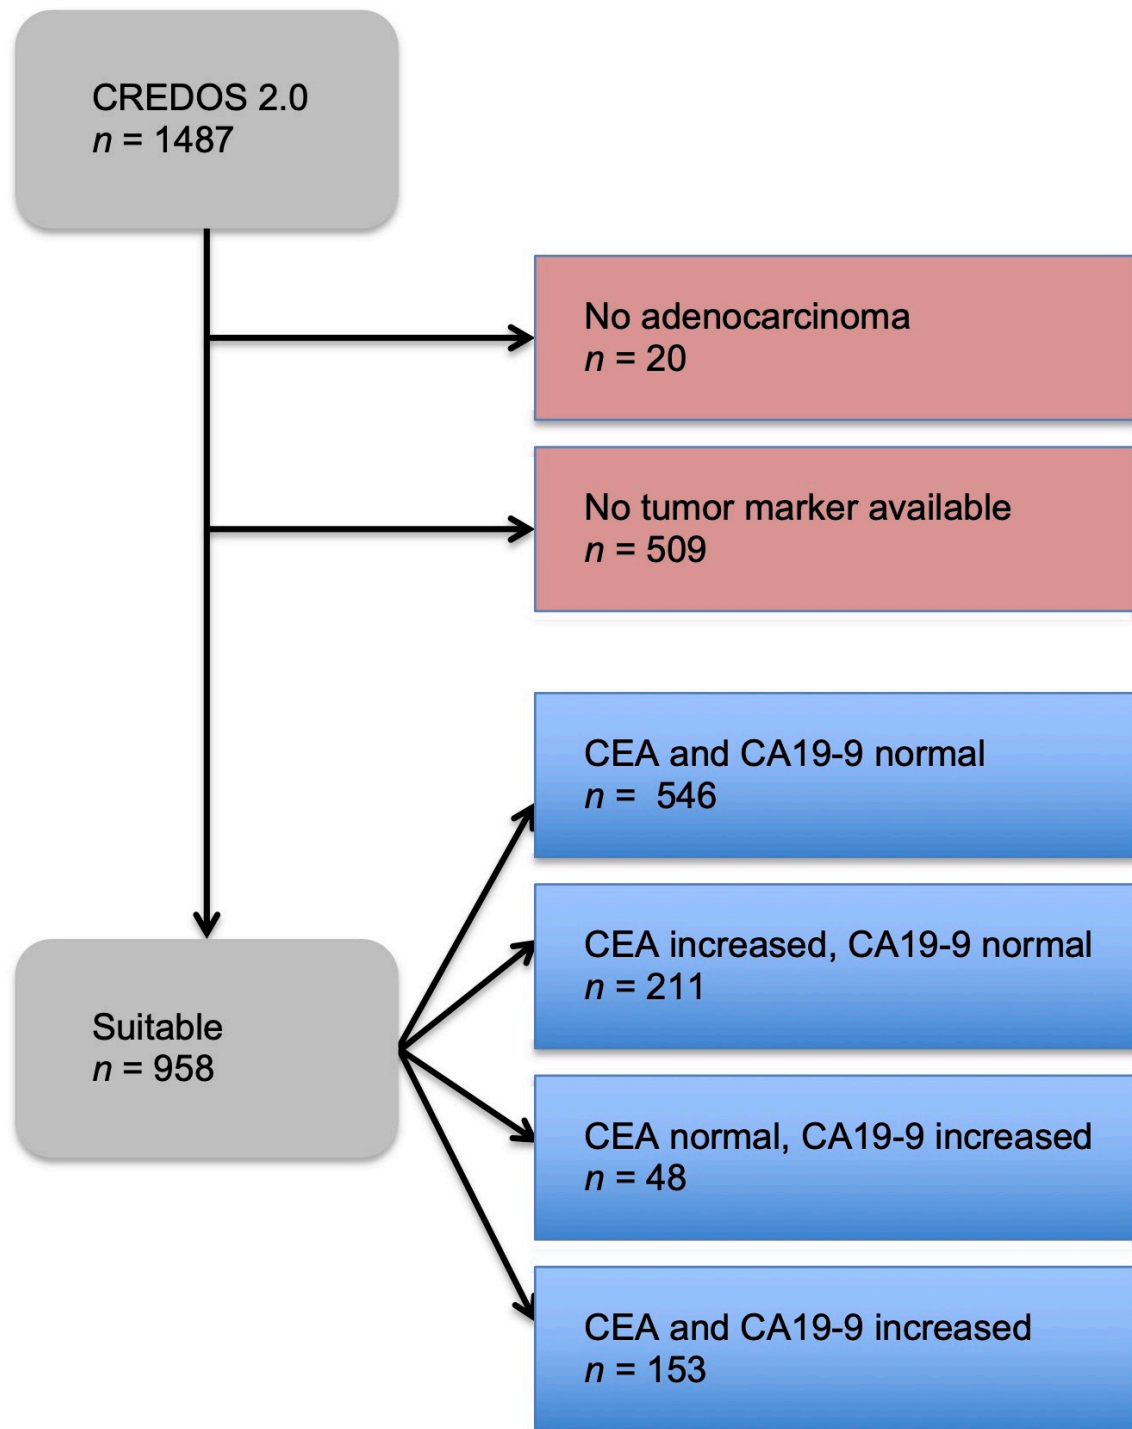 CREDOS 2.0
n = 1487
No adenocarcinoma
n = 20
No tumor marker available
n = 509
CEA and CA19-9 normal
n =  546
CEA increased, CA19-9 normal
n = 211
Suitable
n = 958
CEA normal, CA19-9 increased
n = 48
CEA and CA19-9 increased
n = 153